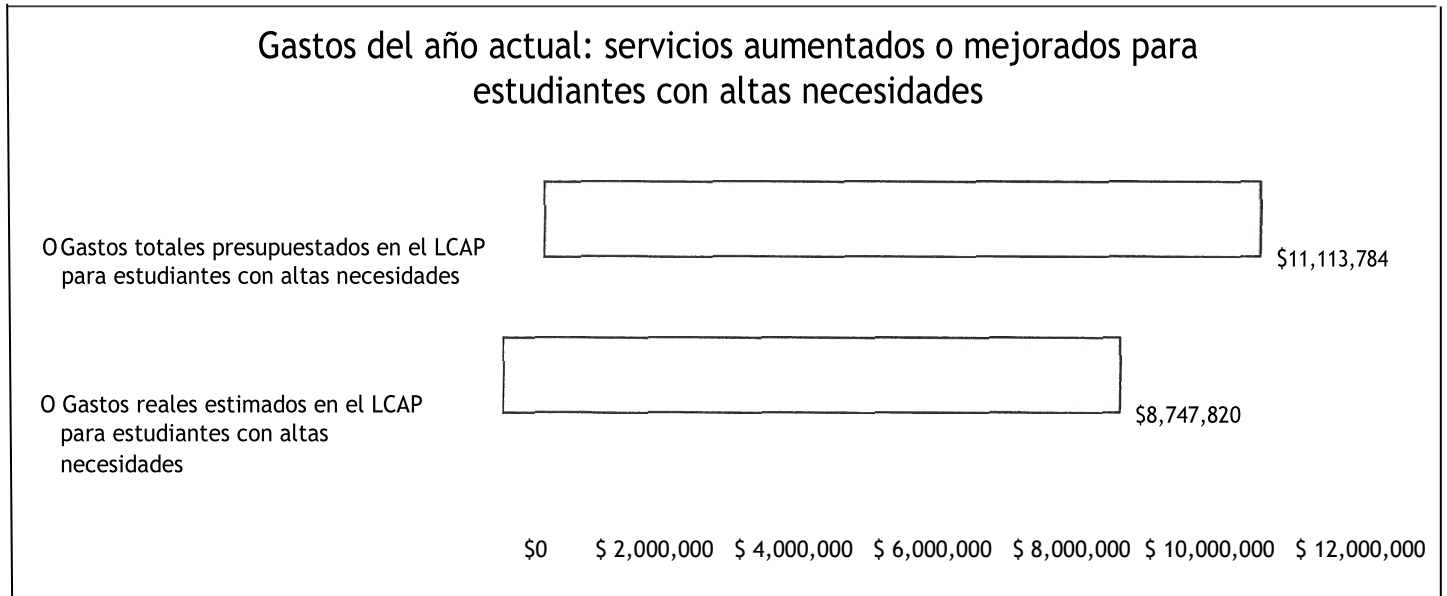 Gastos del año actual: servicios aumentados o mejorados para
estudiantes con altas necesidades
O Gastos totales presupuestados en el LCAP
para estudiantes con altas necesidades
$11,113,784
O Gastos reales estimados en el LCAP
para estudiantes con altas
necesidades
$8,747,820
$0 $ 2,000,000 $ 4,000,000 $ 6,000,000 $ 8,000,000 $ 10,000,000 $ 12,000,000